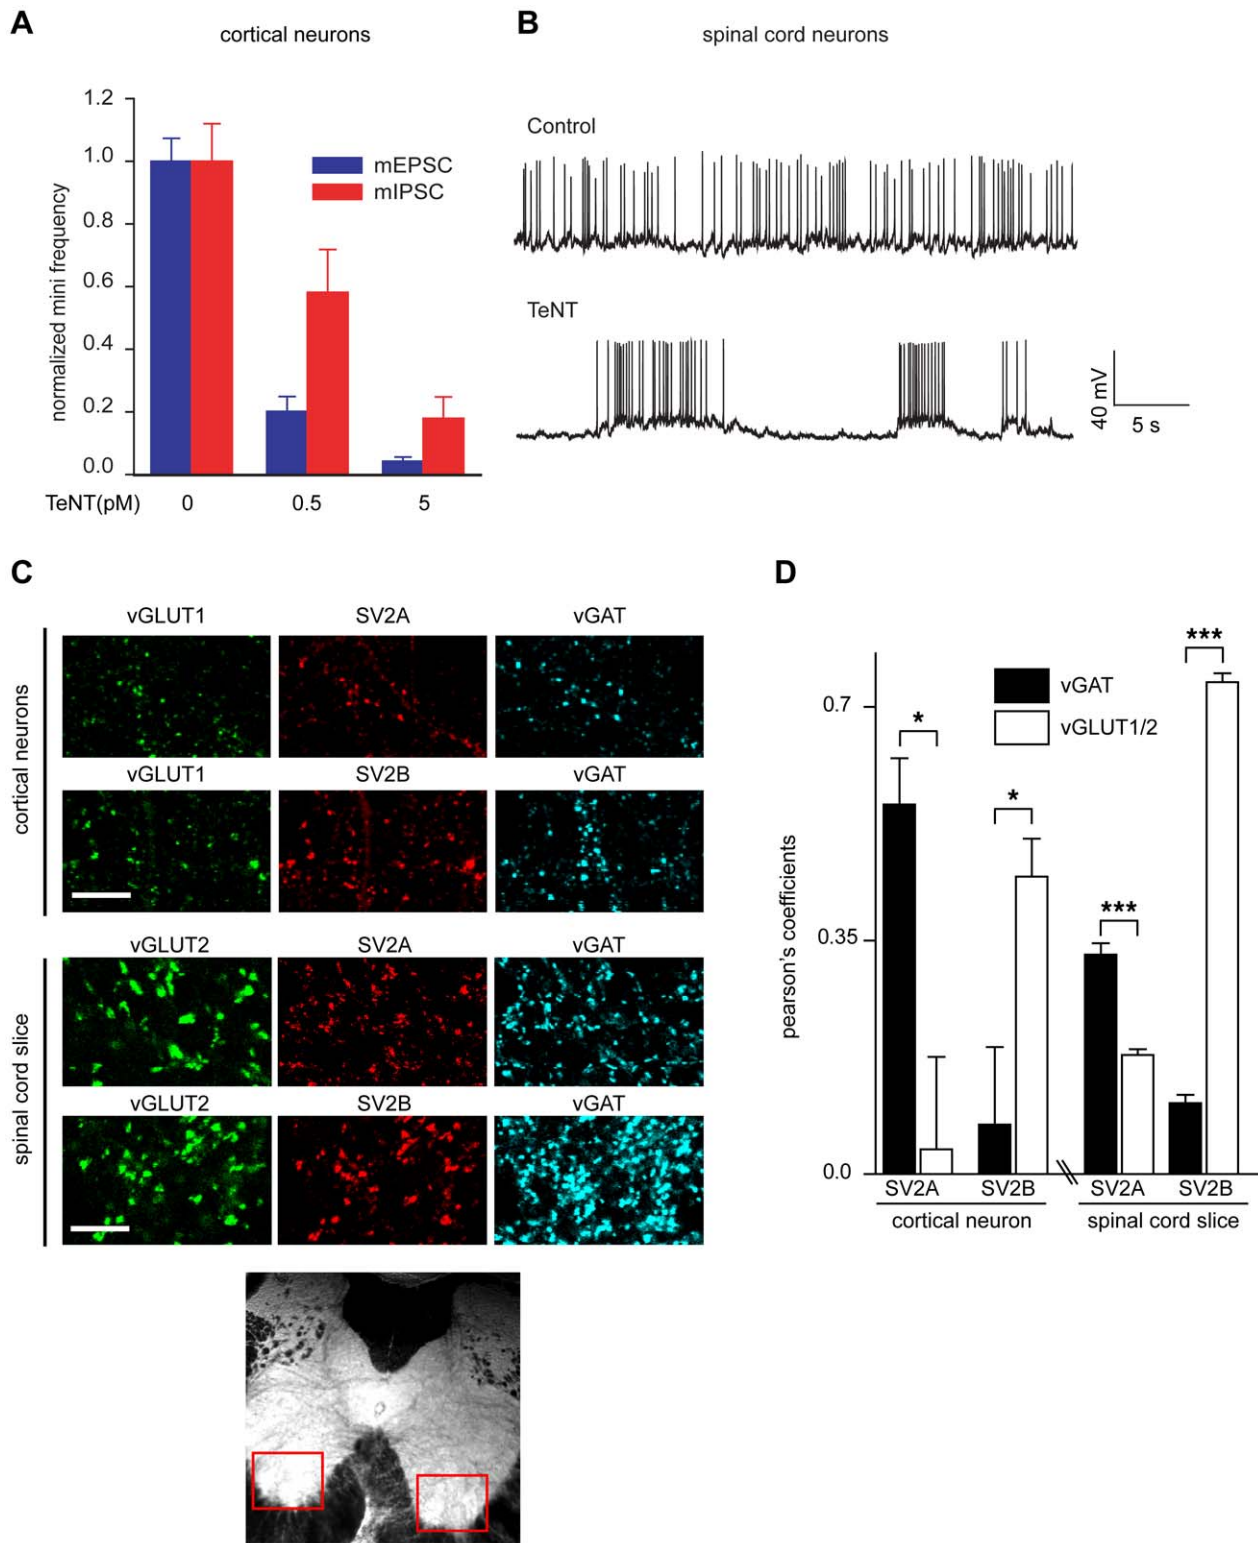 A
cortical neurons
B
spinal cord neurons
1.2
1.0
0.8
0.6
0.4
0.2
0.0
normalized mini frequency
mEPSC
mIPSC
TeNT(pM) 0 0.5 5
Control
TeNT
40 mV
5 s
C
vGLUT1 SV2A vGAT
cortical neurons
vGLUT1 SV2B vGAT
vGLUT2 SV2A vGAT
spinal cord slice
vGLUT2 SV2B vGAT
D
***
vGAT
vGLUT1/2
0.7
*
*
***
0.35
0.0
pearson's coefficients
SV2A SV2B SV2A SV2B
cortical neuron spinal cord slice